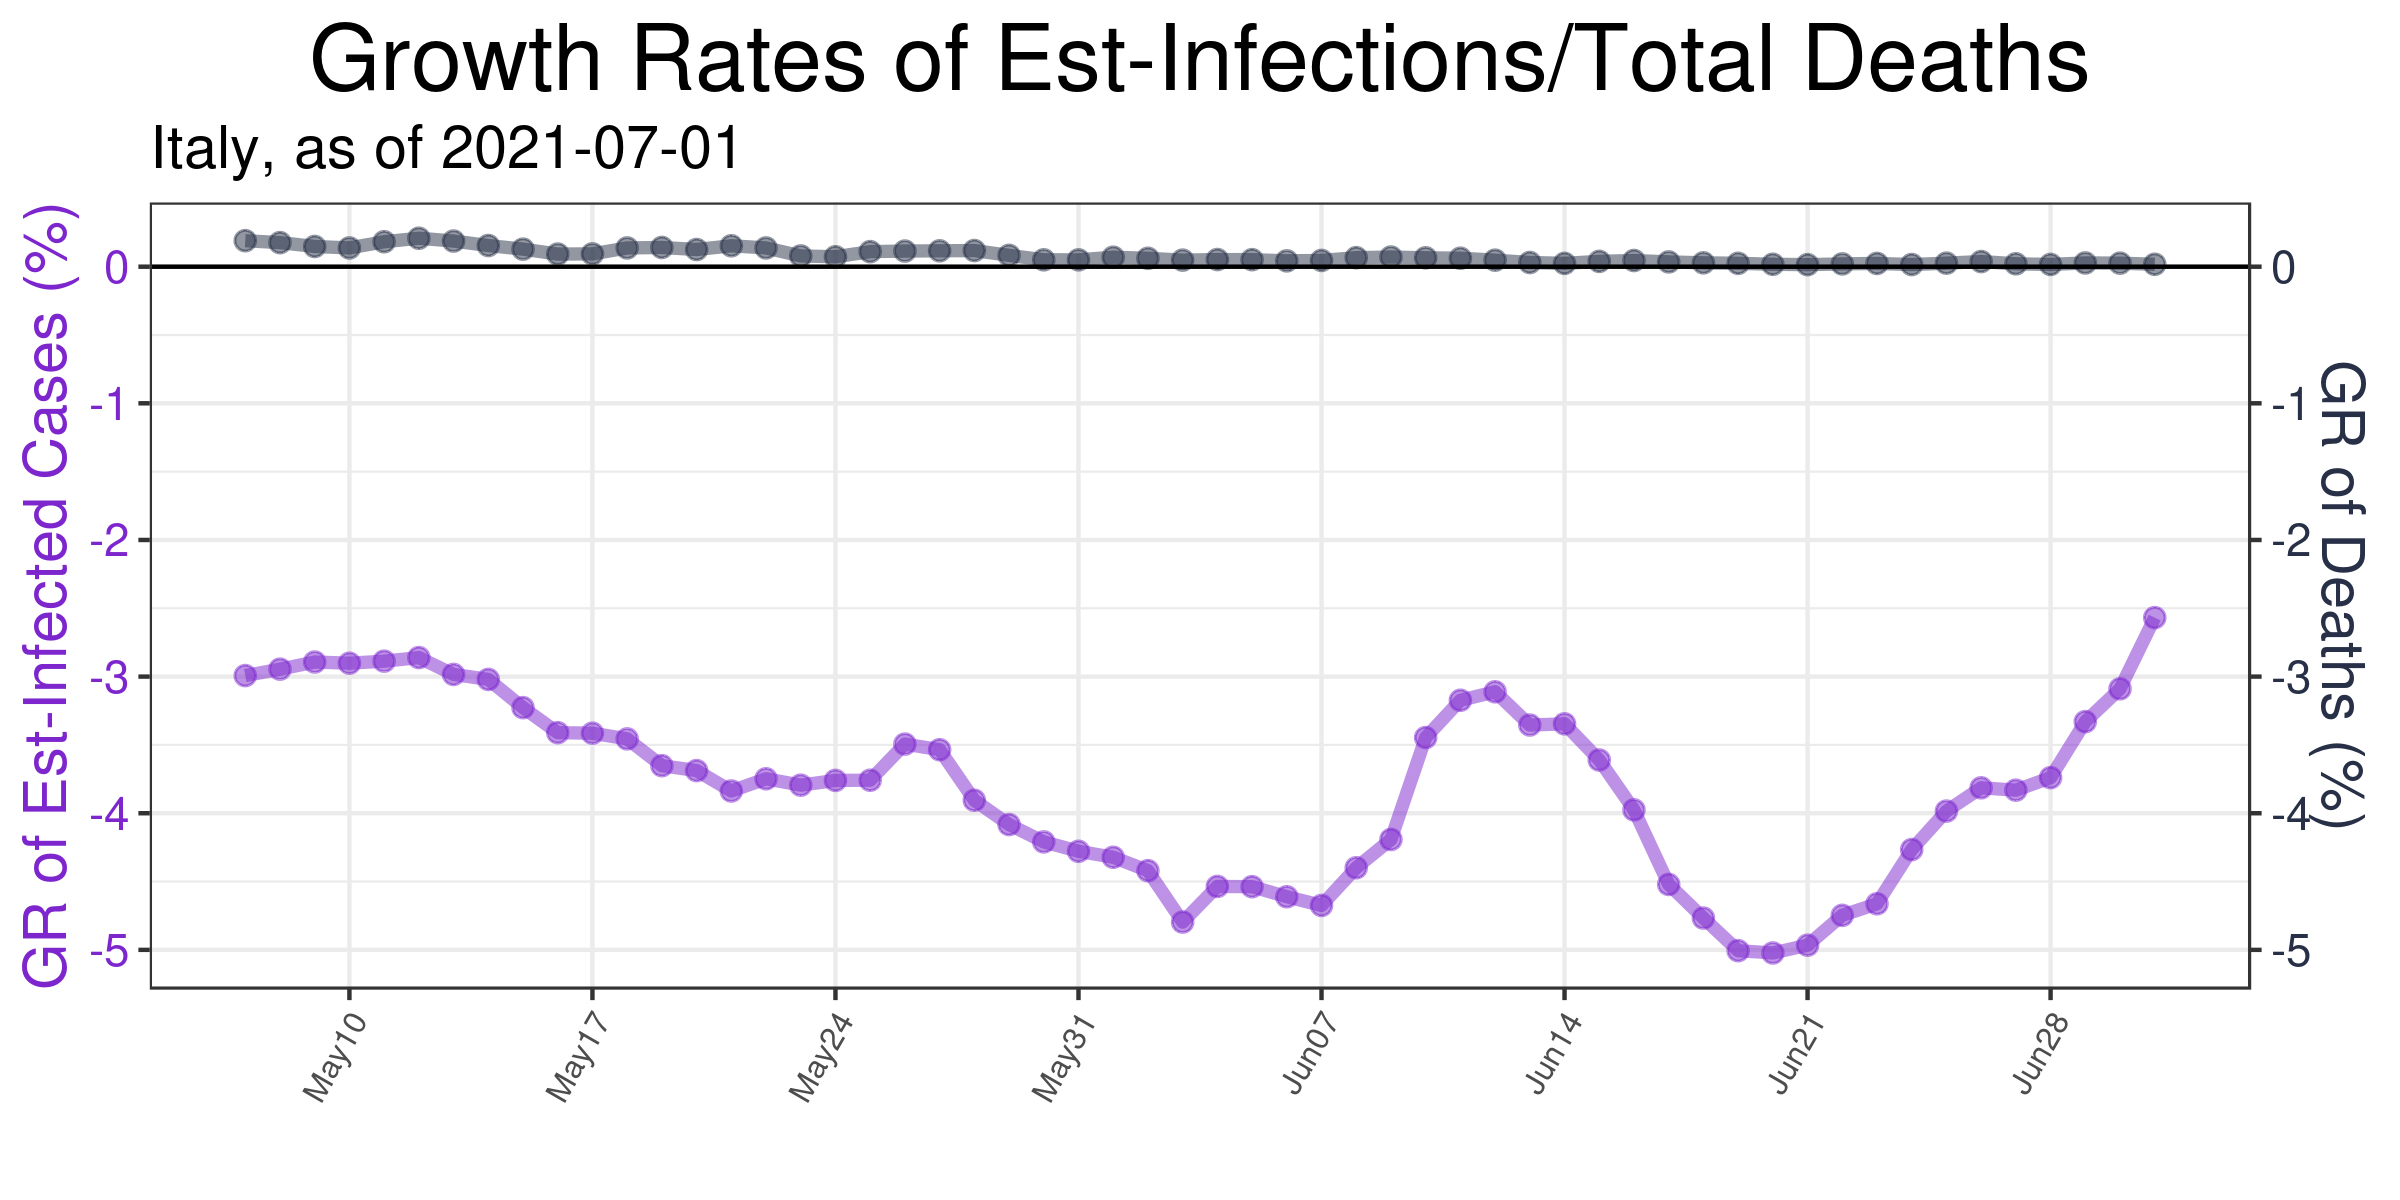 Growth Rates of Est-Infections/Total Deaths
Italy, as of 2021-07-01
GR of Est-Infected Cases (%)
0
-1
-2
-3
-4
-5
0
-1
-2
-3
-4
-5
GR of Deaths (%)
May10
May17
May24
May31
Jun07
Jun14
Jun21
Jun28